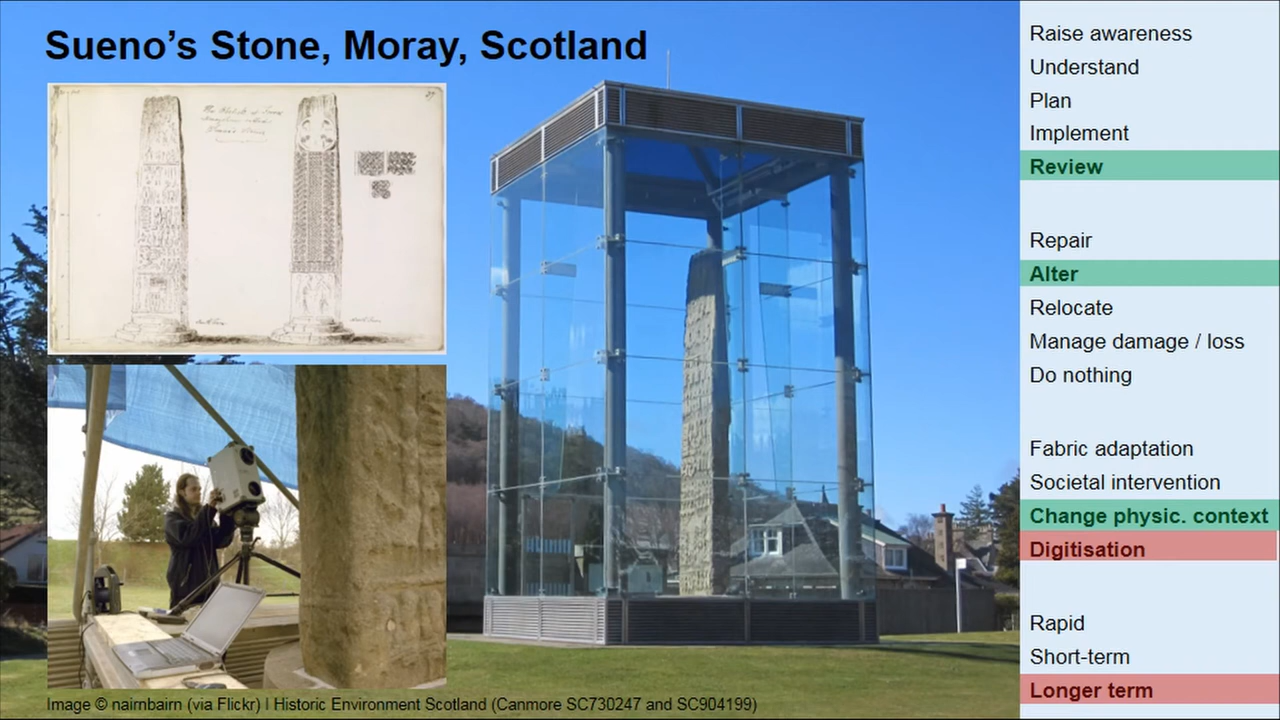 Sueno’s Stone, Moray, Scotland
Raise awareness
Understand
Plan
Implement
Review
Repair
Alter
Relocate
Manage damage / loss
Do nothing
Fabric adaptation
Societal intervention
Change physic. context
Digitisation
Rapid
Short-term
Longer term
Image © nairnbairn (via Flickr) I Historic Environment Scotland (Canmore SC730247 and SC904199)